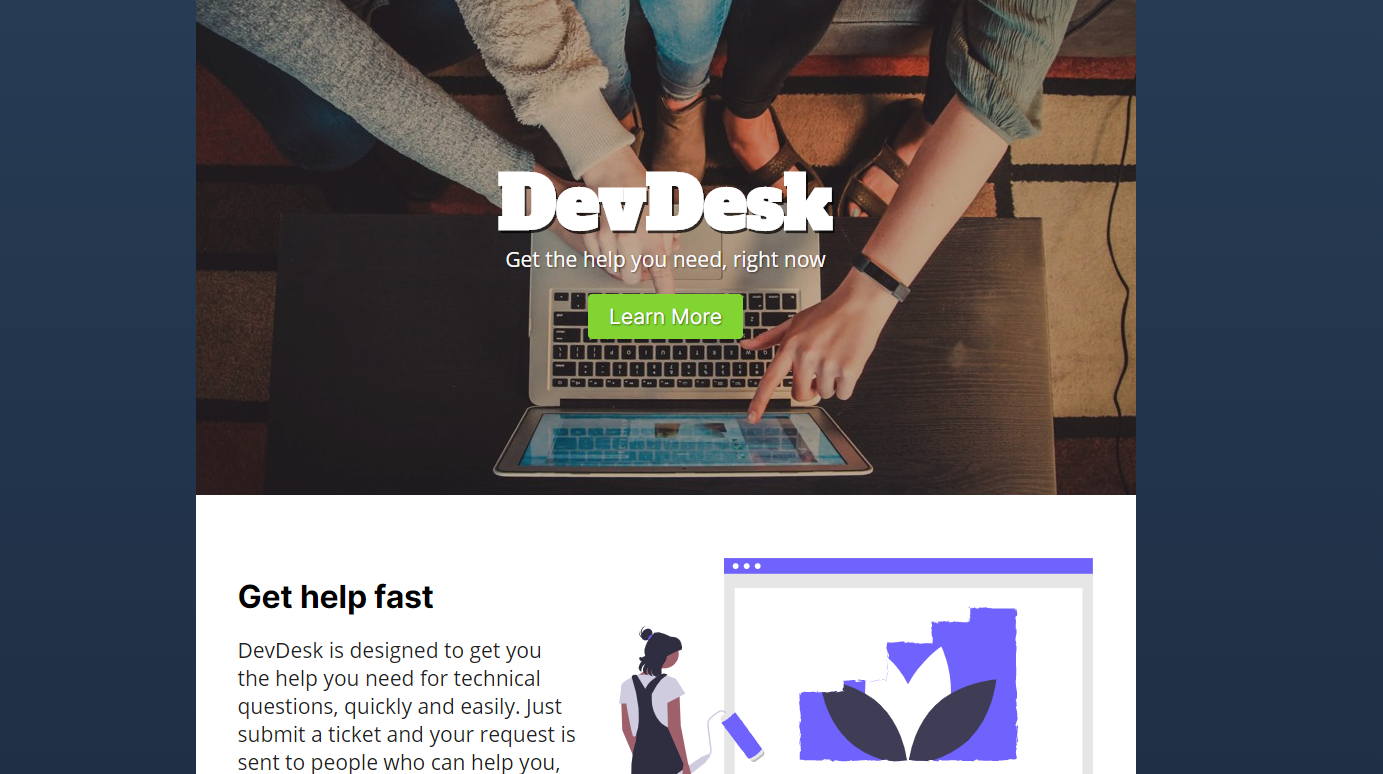 DevDesk
Get the help you need, right now
Learn More
Get help fast
DevDesk is designed to get you
the help you need for technical
questions, quickly and easily. Just
submit a ticket and your request is
sent to people who can help you,